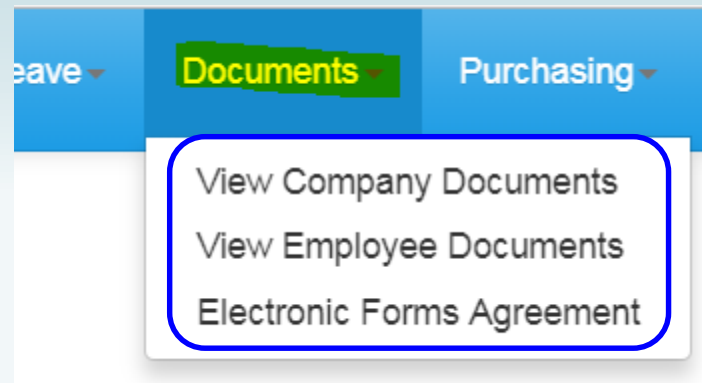 eave Documents Purchasing
View Company Documents
View Employee Documents
Electronic Forms Agreement